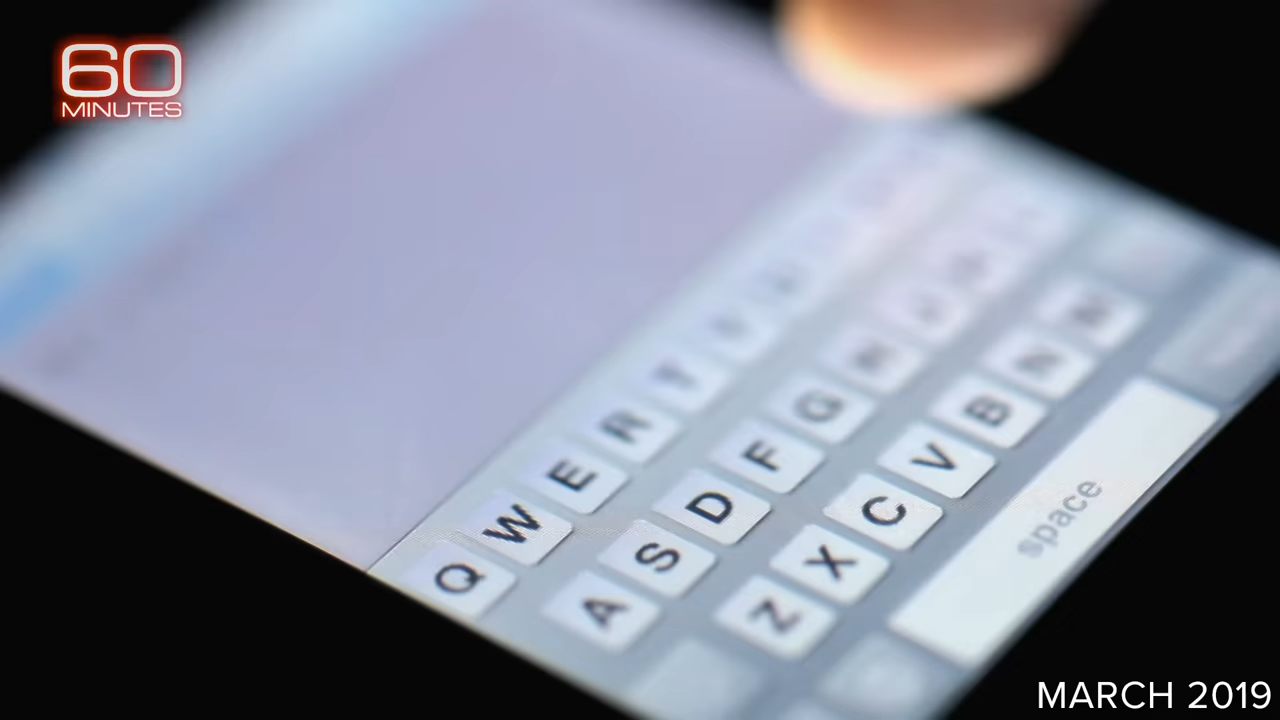 60
MINUTES
Q W E R T
A S D F G H
Z X C V B N M
space
MARCH 2019